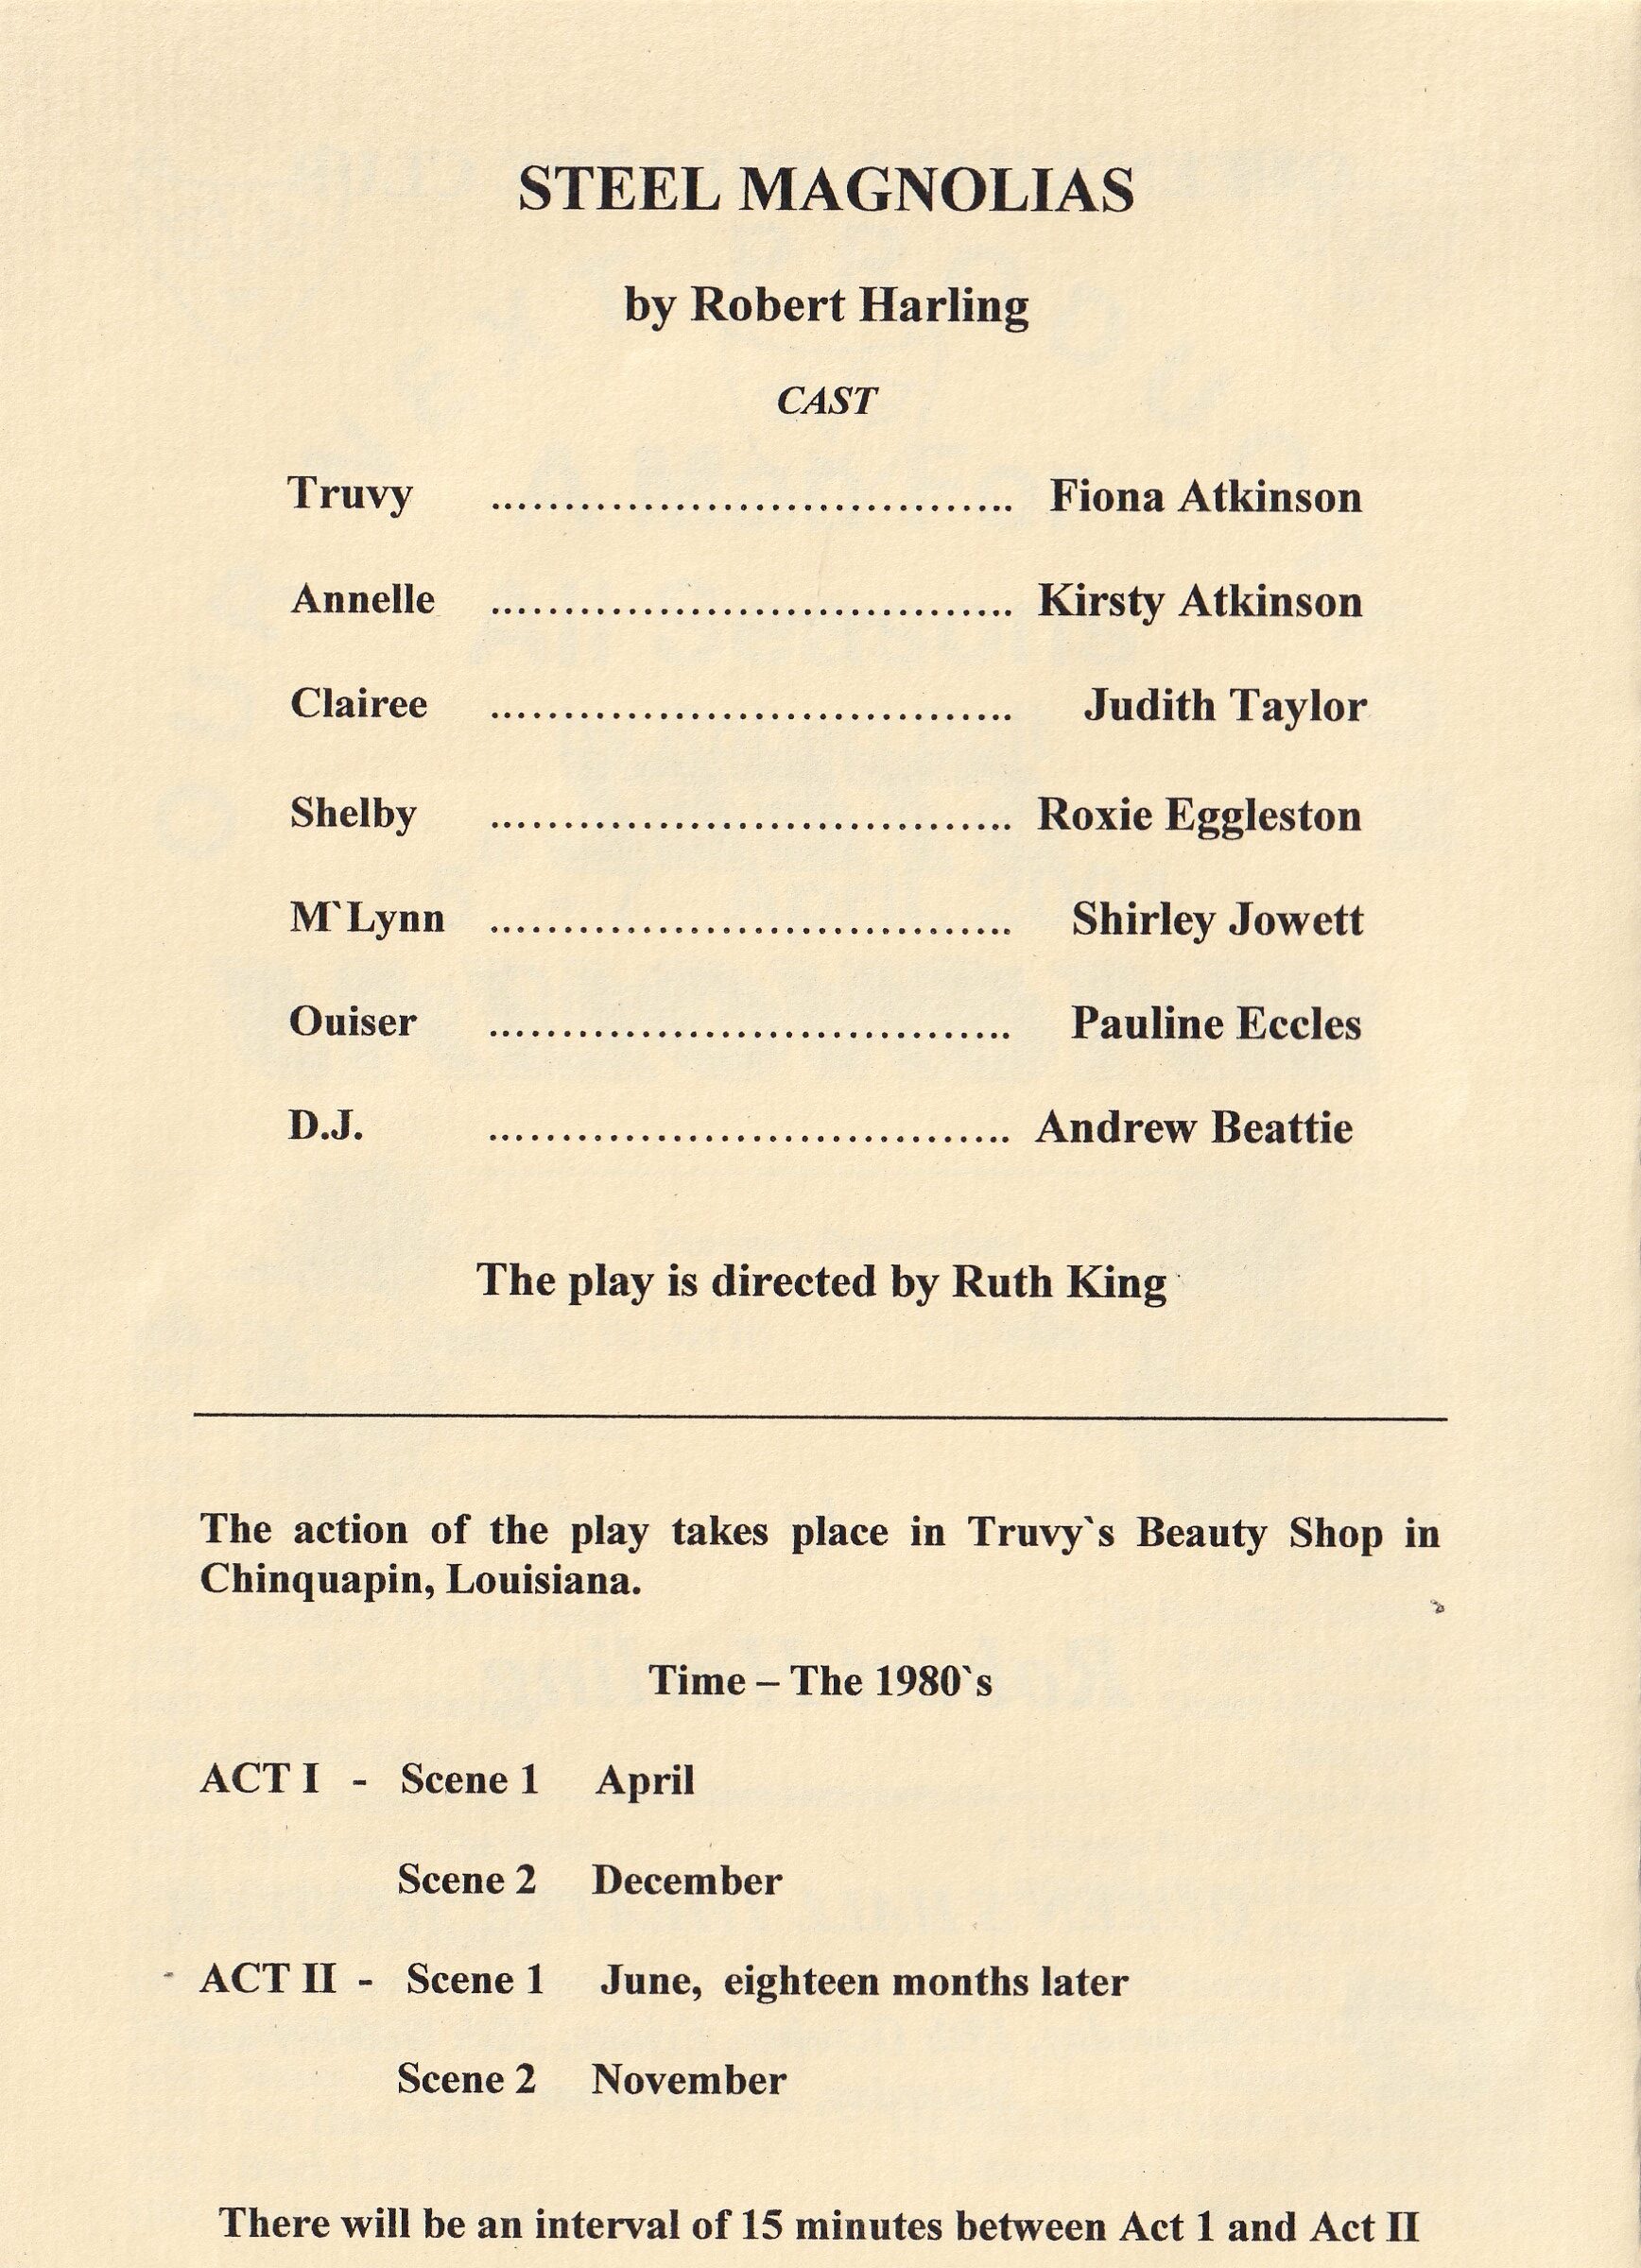 STEEL MAGNOLIAS
by Robert Harling
CAST
Truvy ……………………………… Fiona Atkinson
Annelle ……………………………… Kirsty Atkinson
Clairee ……………………………… Judith Taylor
Shelby ……………………………… Roxie Eggleston
M`Lynn ……………………………… Shirley Jowett
Ouiser ……………………………… Pauline Eccles
D.J. ……………………………… Andrew Beattie
The play is directed by Ruth King
The action of the play takes place in Truvy`s Beauty Shop in
Chinquapin, Louisiana.
Time – The 1980`s
ACT I - Scene 1 April
Scene 2 December
ACT II - Scene 1 June, eighteen months later
Scene 2 November
There will be an interval of 15 minutes between Act 1 and Act II